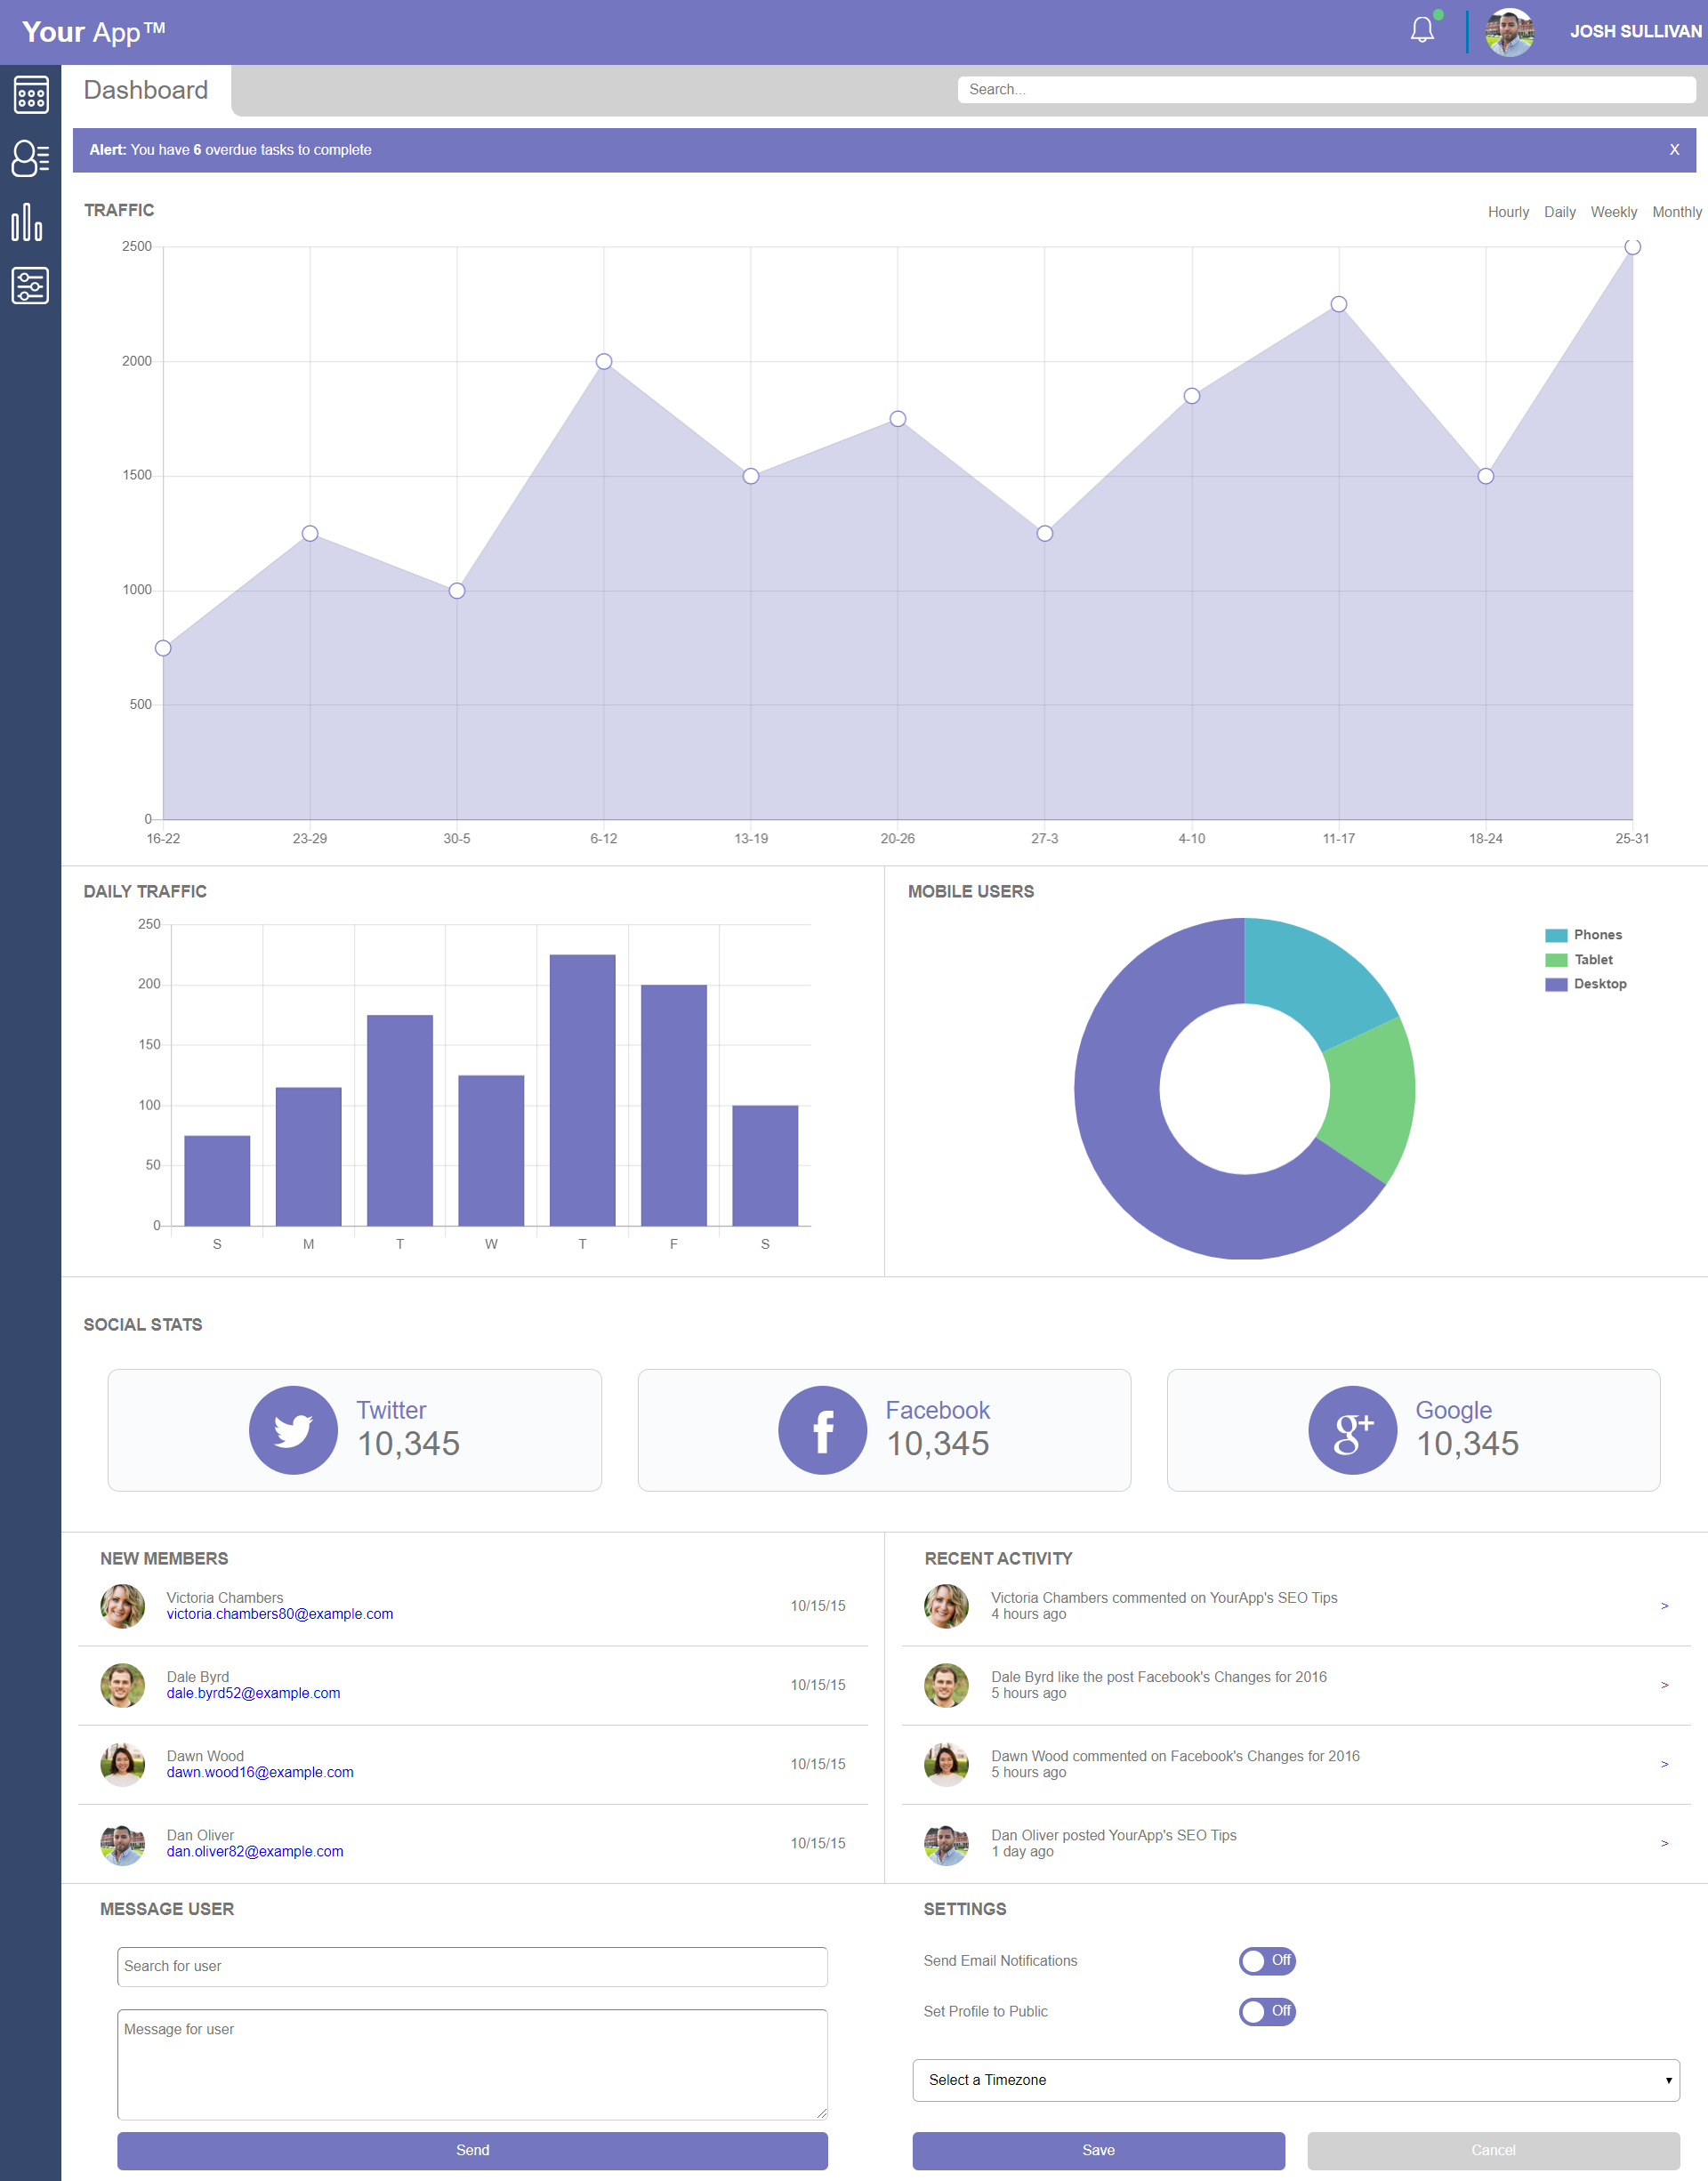 Your App™
JOSH SULLIVAN
Dashboard
Search...
Alert: You have 6 overdue tasks to complete
X
TRAFFIC
Hourly Daily Weekly Monthly
2500
2000
1500
1000
500
0
16-22 23-29 30-5 6-12 13-19 20-26 27-3 4-10 11-17 18-24 25-31
DAILY TRAFFIC
250
200
150
100
50
0
S M T W T F S
MOBILE USERS
Phones
Tablet
Desktop
SOCIAL STATS
Twitter
10,345
Facebook
10,345
Google
10,345
NEW MEMBERS
Victoria Chambers
victoria.chambers80@example.com
10/15/15
Dale Byrd
dale.byrd52@example.com
10/15/15
Dawn Wood
dawn.wood16@example.com
10/15/15
Dan Oliver
dan.oliver82@example.com
10/15/15
RECENT ACTIVITY
Victoria Chambers commented on YourApp's SEO Tips
4 hours ago
>
Dale Byrd like the post Facebook's Changes for 2016
5 hours ago
>
Dawn Wood commented on Facebook's Changes for 2016
5 hours ago
>
Dan Oliver posted YourApp's SEO Tips
1 day ago
>
MESSAGE USER
Search for user
Message for user
Send
SETTINGS
Send Email Notifications
Off
Set Profile to Public
Off
Select a Timezone
Save
Cancel